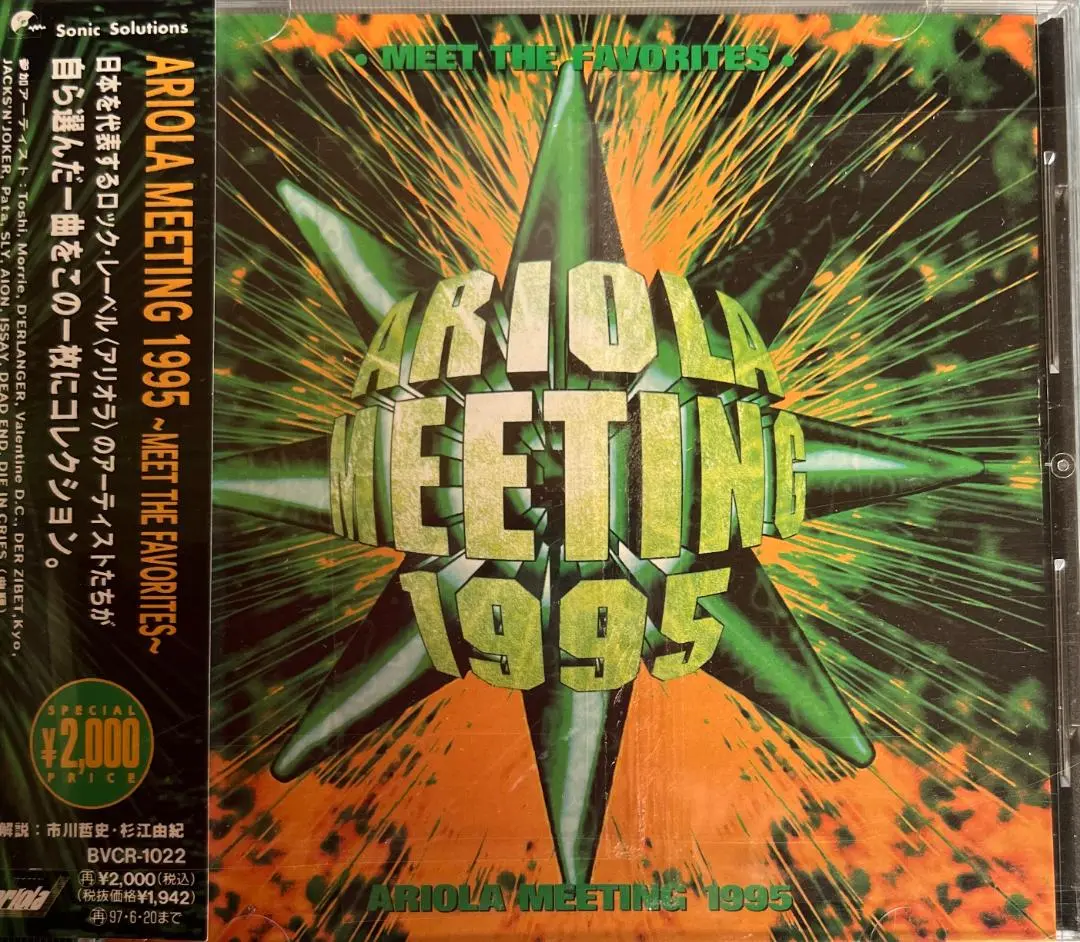 Sonic Solutions
ARIOLA MEETING 1995 ~MEET THE FAVORITES~
日本を代表するロック・レーベル〈アリオラ〉のアーティストたちが
自ら選んだ一曲をこの一枚にコレクション。
参加アーティスト：Toshi, Morrie, D'ERLANGER, Valentine D.C., DER ZIBET, Kyo,
JACKS'N'JOKER, Pata, SLY, AION, ISSAY, DEAD END, DIE IN CRIES
SPECIAL
¥2,000
PRICE
解説：市川哲史・杉江由紀
BVCR-1022
再¥2,000(税込)
(税抜価格¥1,942)
再97・6・20まで
ariola
• MEET THE FAVORITES •
ARIOLA
MEETING
1995
ARIOLA MEETING 1995